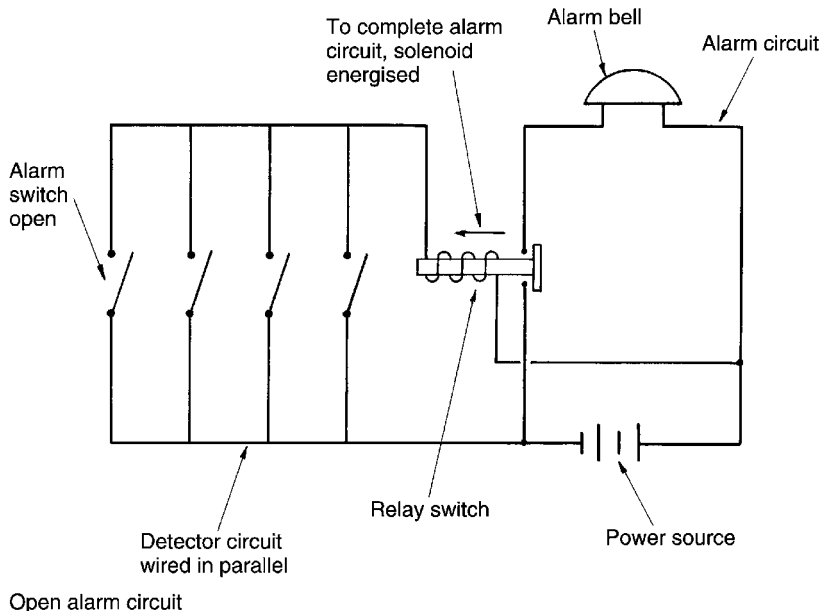 To complete alarm
circuit, solenoid
energised
Alarm bell
Alarm circuit
Alarm
switch
open
Relay switch
Power source
Detector circuit
wired in parallel
Open alarm circuit